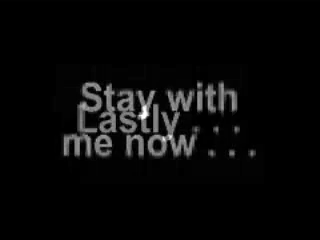 Stay with
Lastly . . .
me now . . .